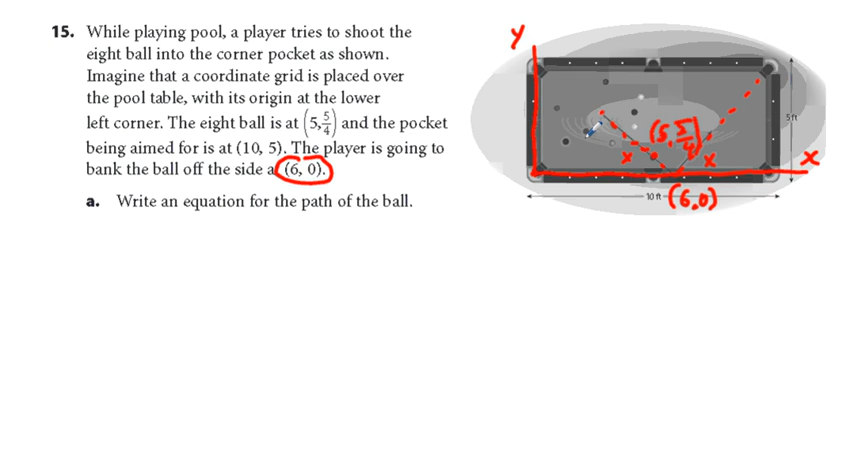 15. While playing pool, a player tries to shoot the
eight ball into the corner pocket as shown.
Imagine that a coordinate grid is placed over
the pool table, with its origin at the lower
left corner. The eight ball is at (5, 5/4) and the pocket
being aimed for is at (10, 5). The player is going to
bank the ball off the side a (6, 0).
a. Write an equation for the path of the ball.
y
5 ft
(5, 5/4)
x x
x
10 ft
(6,0)